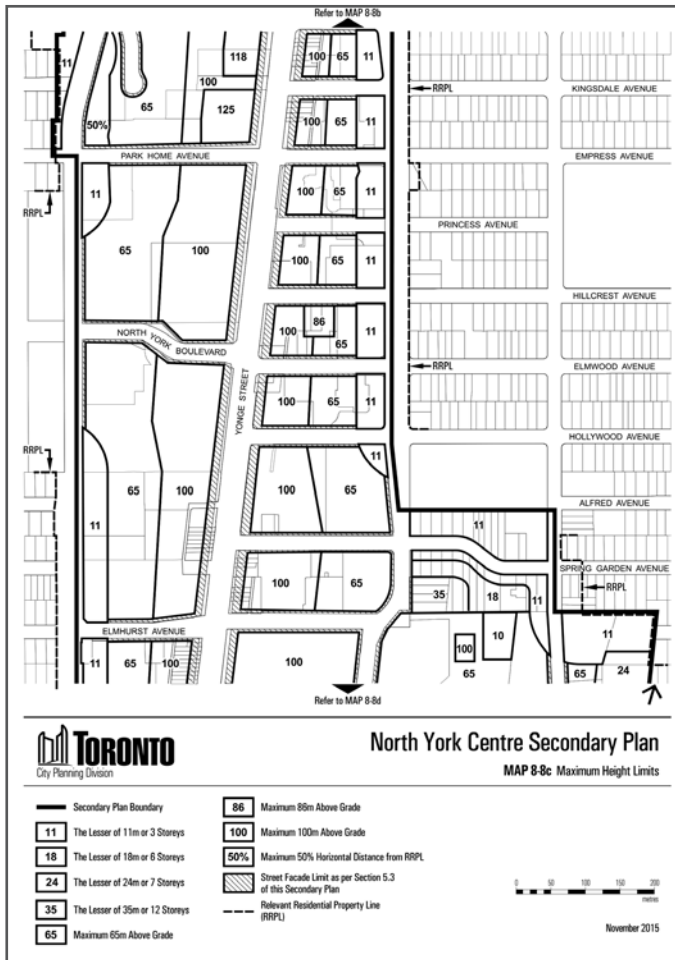 Refer to MAP 8-8b
11
118
100
65
125
50%
100
65
11
RRPL
KINGSDALE AVENUE
100
65
11
PARK HOME AVENUE
EMPRESS AVENUE
RRPL
11
65
100
100
65
11
PRINCESS AVENUE
100
65
11
HILLCREST AVENUE
NORTH YORK
BOULEVARD
100
86
65
11
RRPL
ELMWOOD AVENUE
YONGE STREET
100
65
11
HOLLYWOOD AVENUE
RRPL
11
65
100
100
65
11
ALFRED AVENUE
11
SPRING GARDEN AVENUE
RRPL
100
65
35
18
11
ELMHURST AVENUE
11
65
100
100
100
65
10
11
65
24
Refer to MAP 8-8d
TORONTO
City Planning Division
North York Centre Secondary Plan
MAP 8-8c Maximum Height Limits
Secondary Plan Boundary
11 The Lesser of 11m or 3 Storeys
18 The Lesser of 18m or 6 Storeys
24 The Lesser of 24m or 7 Storeys
35 The Lesser of 35m or 12 Storeys
65 Maximum 65m Above Grade
86 Maximum 86m Above Grade
100 Maximum 100m Above Grade
50% Maximum 50% Horizontal Distance from RRPL
Street Facade Limit as per Section 5.3
of this Secondary Plan
Relevant Residential Property Line
(RRPL)
0 50 100 150 200
metres
November 2015